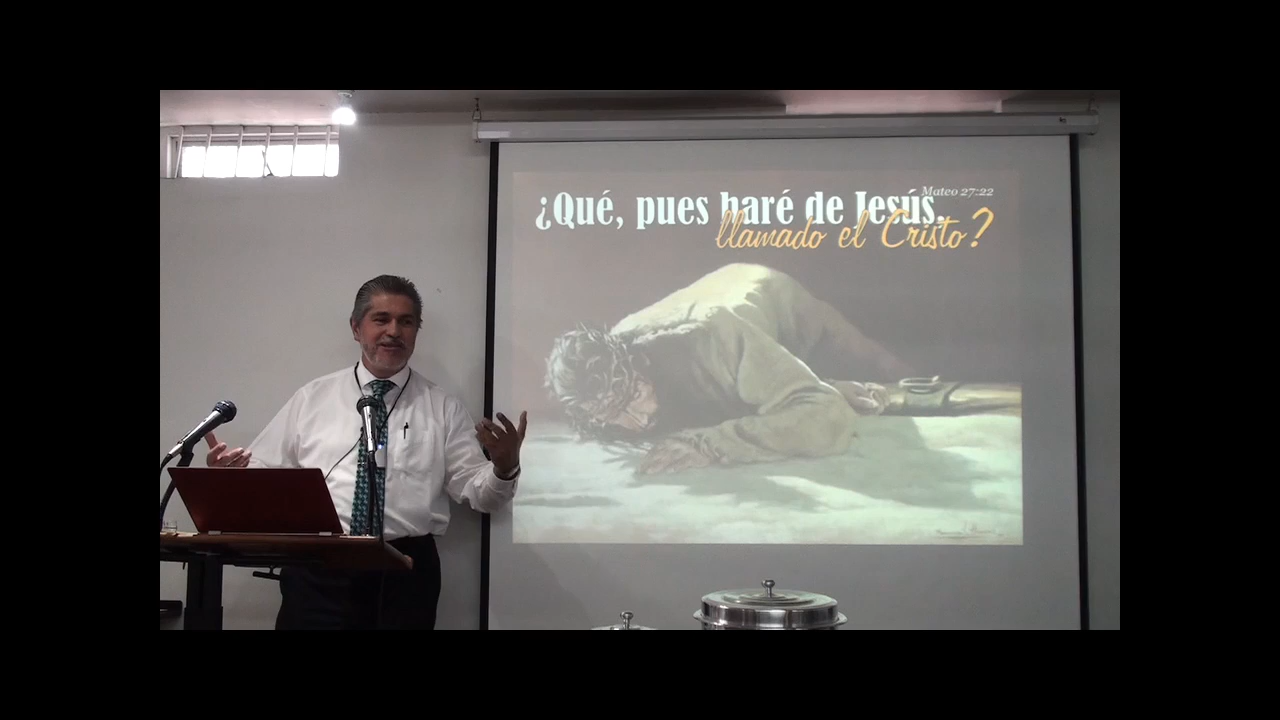 Mateo 27:22
¿Qué, pues haré de Jesús,
llamado el Cristo?